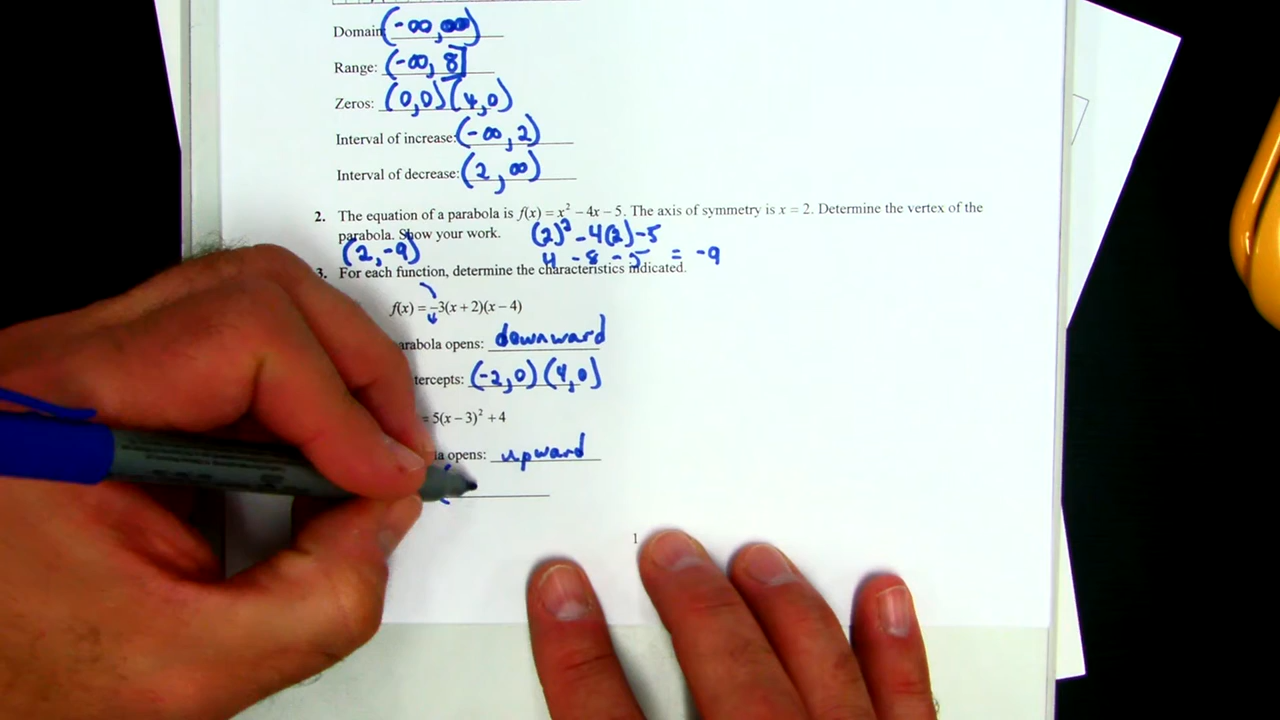 Domain: (-∞, ∞)
Range: (-∞, 8]
Zeros: (0,0) (4,0)
Interval of increase: (-∞, 2)
Interval of decrease: (2, ∞)
2. The equation of a parabola is f(x) = x² – 4x – 5. The axis of symmetry is x = 2. Determine the vertex of the
parabola. Show your work. (2)² -4(2)-5
(2, -9) 4 - 8 - 5 = -9
3. For each function, determine the characteristics indicated.
f(x) = –3(x + 2)(x – 4)
arabola opens: downward
tercepts: (-2,0) (4,0)
= 5(x – 3)² + 4
la opens: upward
1